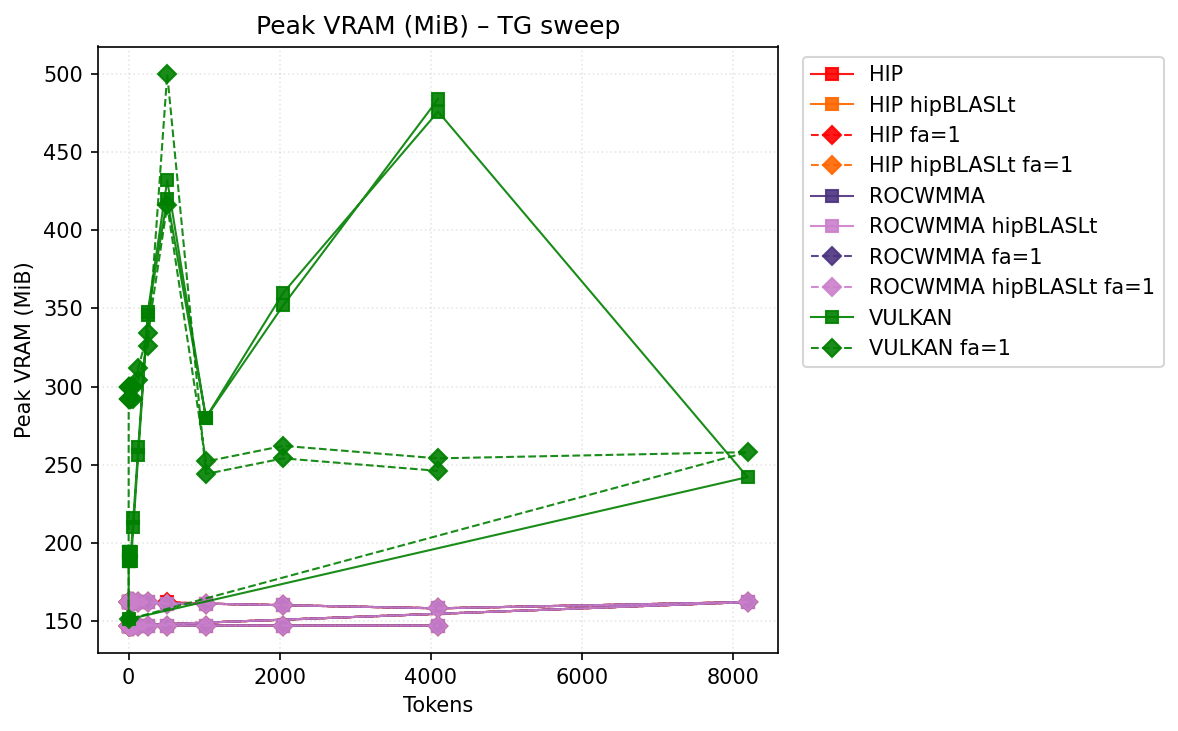 Peak VRAM (MiB) – TG sweep
Peak VRAM (MiB)
500
450
400
350
300
250
200
150
0
2000
4000
6000
8000
Tokens
HIP
HIP hipBLASLt
HIP fa=1
HIP hipBLASLt fa=1
ROCWMMA
ROCWMMA hipBLASLt
ROCWMMA fa=1
ROCWMMA hipBLASLt fa=1
VULKAN
VULKAN fa=1